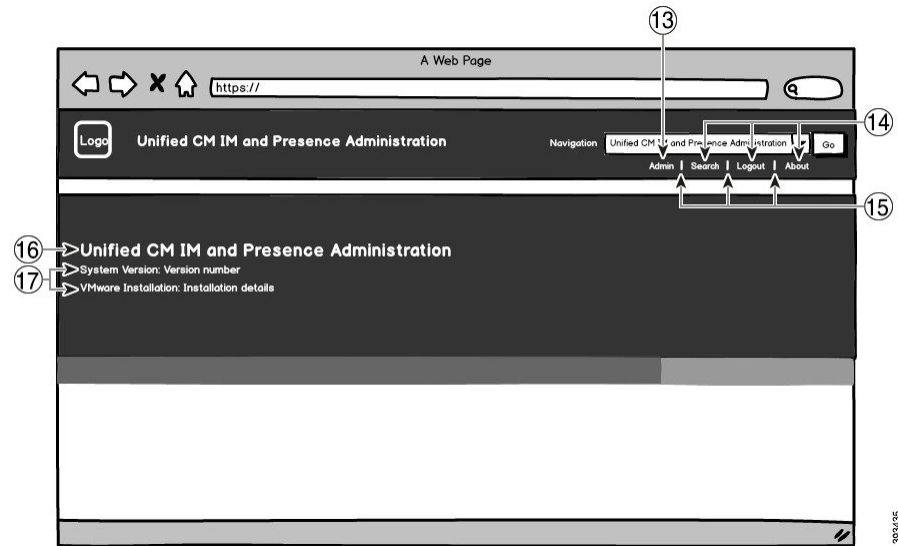 13
A Web Page
https://
14
Logo
Unified CM IM and Presence Administration
Navigation
Unified CM IM and Presence Administration
Go
Admin | Search | Logout | About
15
16
Unified CM IM and Presence Administration
17
System Version: Version number
VMware Installation: Installation details
393435